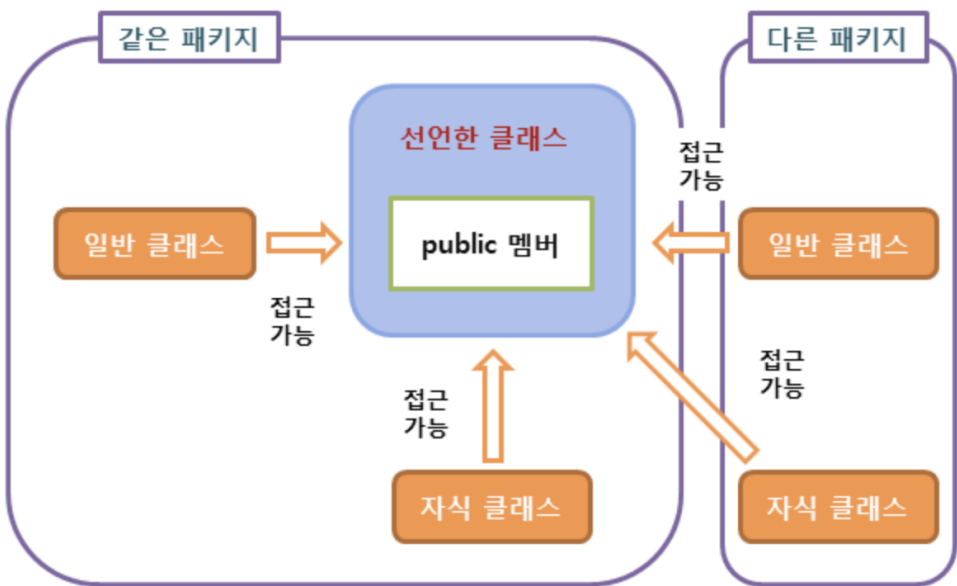 같은 패키지
다른 패키지
선언한 클래스
접근
가능
일반 클래스
public 멤버
일반 클래스
접근
가능
접근
가능
접근
가능
자식 클래스
자식 클래스